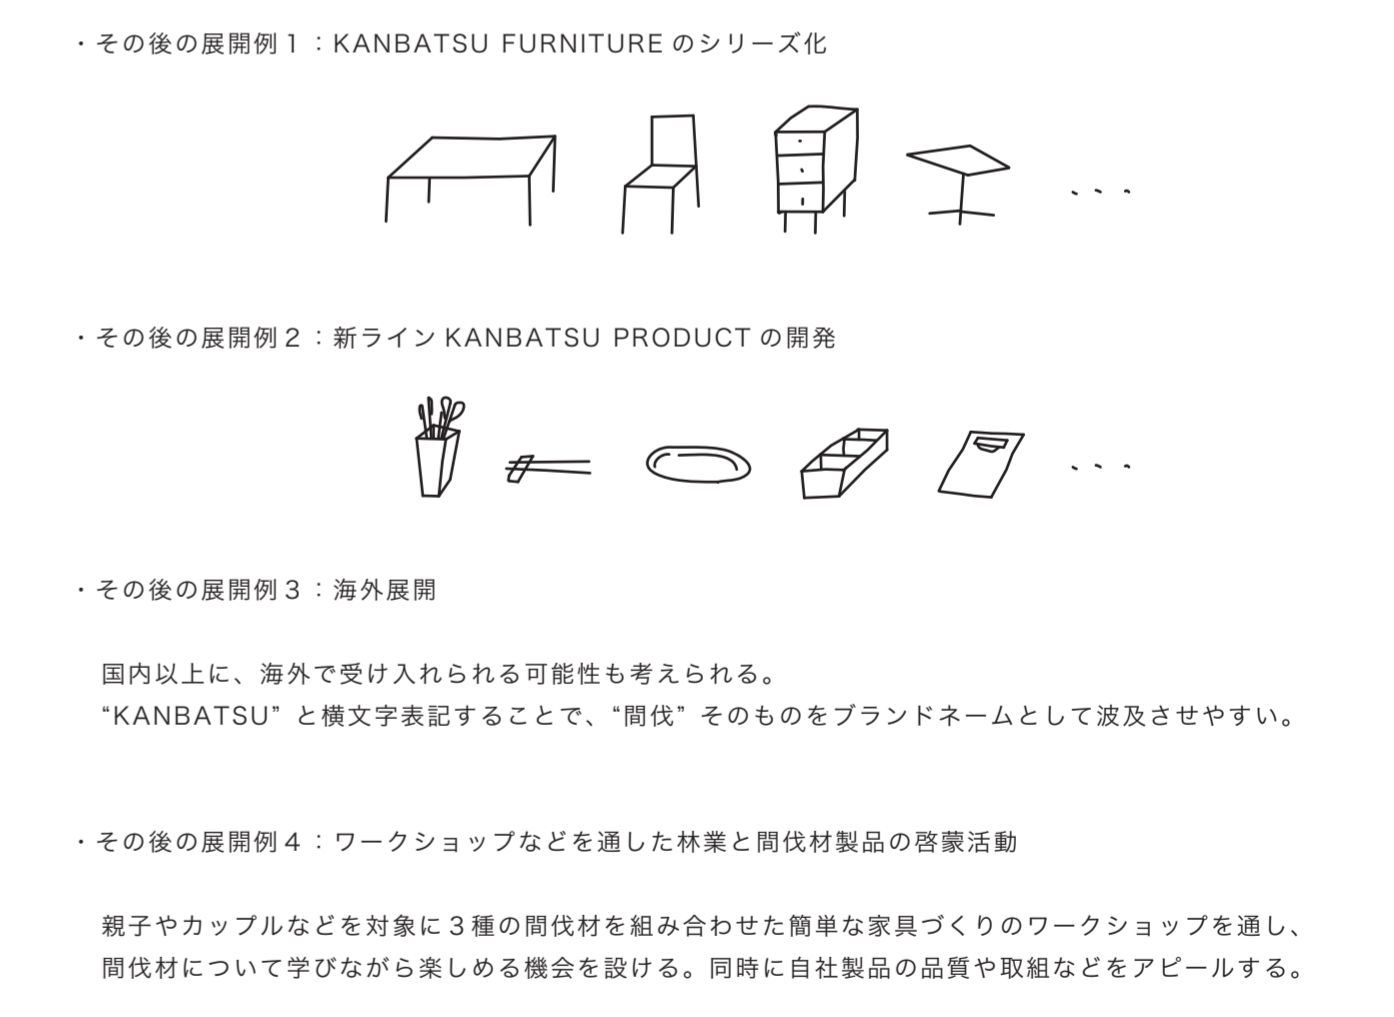 ・その後の展開例１：KANBATSU FURNITURE のシリーズ化
・その後の展開例２：新ライン KANBATSU PRODUCT の開発
・その後の展開例３：海外展開
国内以上に、海外で受け入れられる可能性も考えられる。
“KANBATSU” と横文字表記することで、“間伐” そのものをブランドネームとして波及させやすい。
・その後の展開例４：ワークショップなどを通した林業と間伐材製品の啓蒙活動
親子やカップルなどを対象に３種の間伐材を組み合わせた簡単な家具づくりのワークショップを通し、
間伐材について学びながら楽しめる機会を設ける。同時に自社製品の品質や取組などをアピールする。